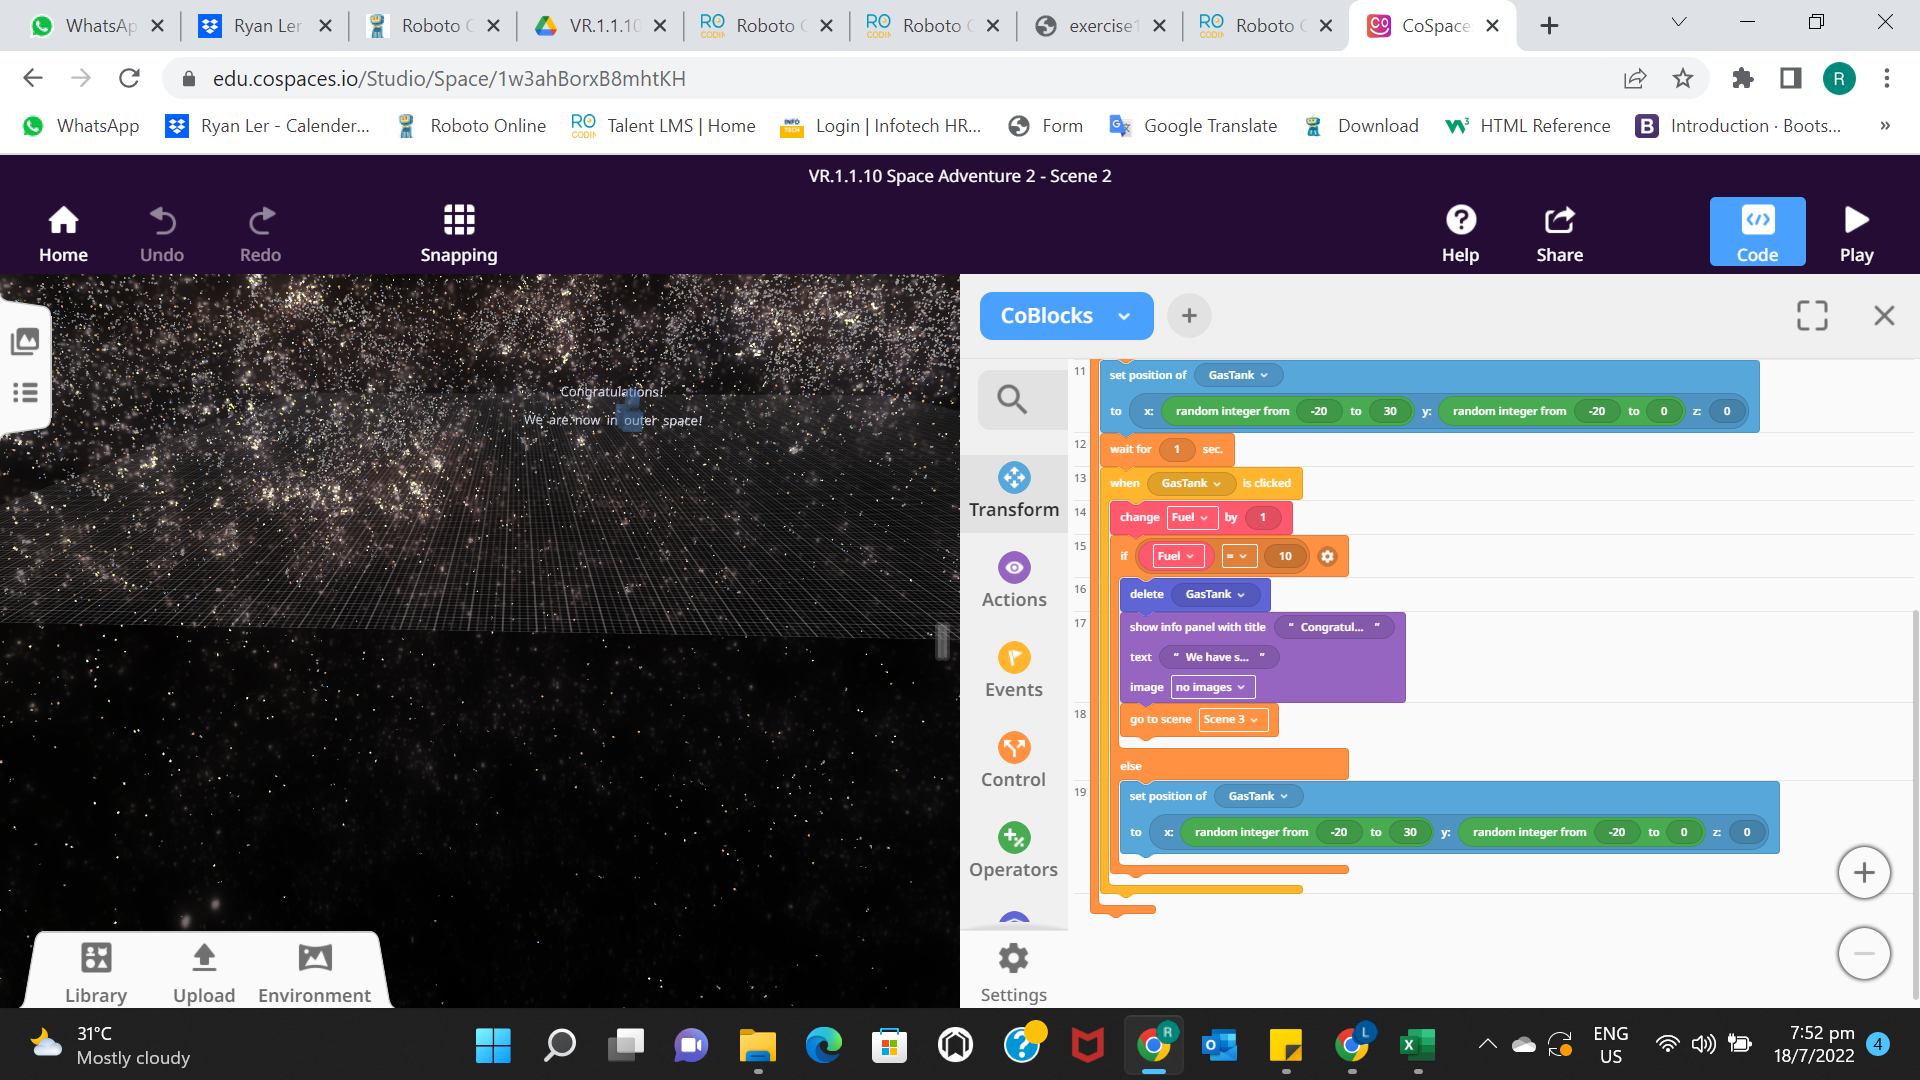 WhatsAp
Ryan Ler
Roboto C
VR.1.1.10
Roboto C
Roboto C
exercise1
Roboto C
CoSpace
edu.cospaces.io/Studio/Space/1w3ahBorxB8mhtKH
R
WhatsApp
Ryan Ler - Calender...
Roboto Online
Talent LMS | Home
Login | Infotech HR...
Form
Google Translate
Download
HTML Reference
Introduction · Boots...
»
VR.1.1.10 Space Adventure 2 - Scene 2
Home
Undo
Redo
Snapping
Help
Share
Code
Play
Congratulations!
We are now in outer space!
CoBlocks
Transform
Actions
Events
Control
Operators
Settings
11 set position of GasTank
to x: random integer from -20 to 30 y: random integer from -20 to 0 z: 0
12 wait for 1 sec.
13 when GasTank is clicked
14 change Fuel by 1
15 if Fuel = 10
16 delete GasTank
17 show info panel with title “ Congratul... ”
text “ We have s... ”
image no images
18 go to scene Scene 3
else
19 set position of GasTank
to x: random integer from -20 to 30 y: random integer from -20 to 0 z: 0
Library
Upload
Environment
31°C
Mostly cloudy
R
L
ENG
US
7:52 pm
18/7/2022
4